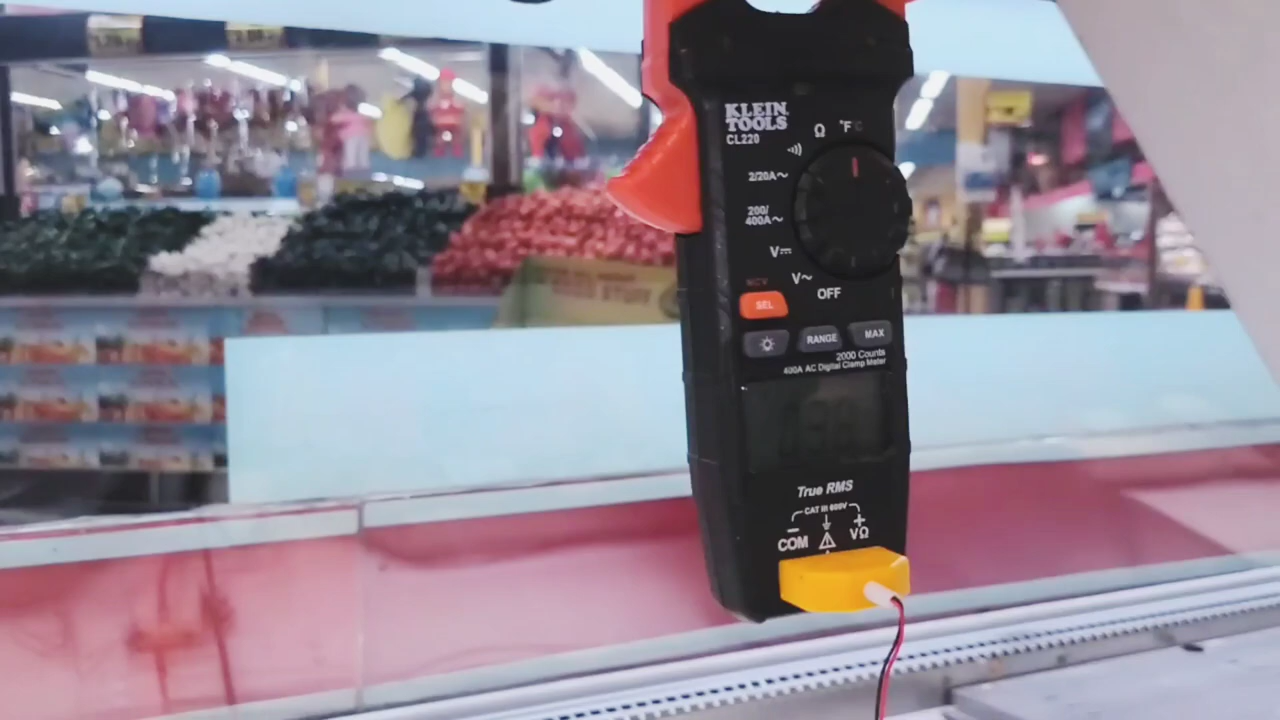 KLEIN
TOOLS
CL220
Ω
°F°C
2/20A~
200/
400A~
V⎓
V~
OFF
NCV
SEL
RANGE
MAX
2000 Counts
400A AC Digital Clamp Meter
True RMS
CAT III 600V
− +
COM VΩ